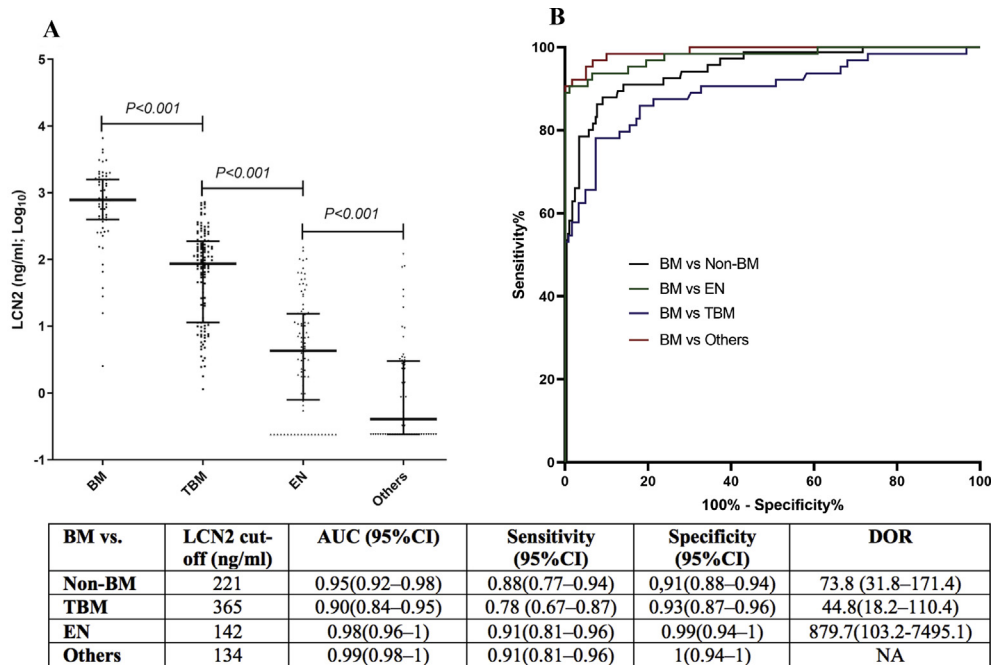 A
LCN2 (ng/ml; Log10)
5
4
3
2
1
0
-1
P<0.001
P<0.001
P<0.001
BM
TBM
EN
Others
B
Sensitivity%
100
80
60
40
20
0
BM vs Non-BM
BM vs EN
BM vs TBM
BM vs Others
0 20 40 60 80 100
100% - Specificity%
BM vs. LCN2 cut-off (ng/ml) AUC (95%CI) Sensitivity (95%CI) Specificity (95%CI) DOR
Non-BM 221 0.95(0.92–0.98) 0.88(0.77–0.94) 0,91(0.88–0.94) 73.8 (31.8–171.4)
TBM 365 0.90(0.84–0.95) 0.78 (0.67–0.87) 0.93(0.87–0.96) 44.8(18.2–110.4)
EN 142 0.98(0.96–1) 0.91(0.81–0.96) 0.99(0.94–1) 879.7(103.2-7495.1)
Others 134 0.99(0.98–1) 0.91(0.81–0.96) 1(0.94–1) NA